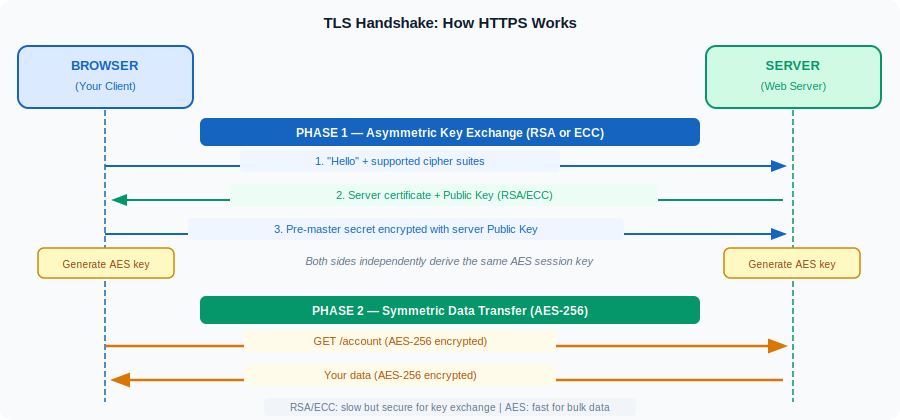 TLS Handshake: How HTTPS Works
BROWSER
(Your Client)
SERVER
(Web Server)
PHASE 1 — Asymmetric Key Exchange (RSA or ECC)
1. "Hello" + supported cipher suites
2. Server certificate + Public Key (RSA/ECC)
3. Pre-master secret encrypted with server Public Key
Generate AES key
Both sides independently derive the same AES session key
Generate AES key
PHASE 2 — Symmetric Data Transfer (AES-256)
GET /account (AES-256 encrypted)
Your data (AES-256 encrypted)
RSA/ECC: slow but secure for key exchange | AES: fast for bulk data